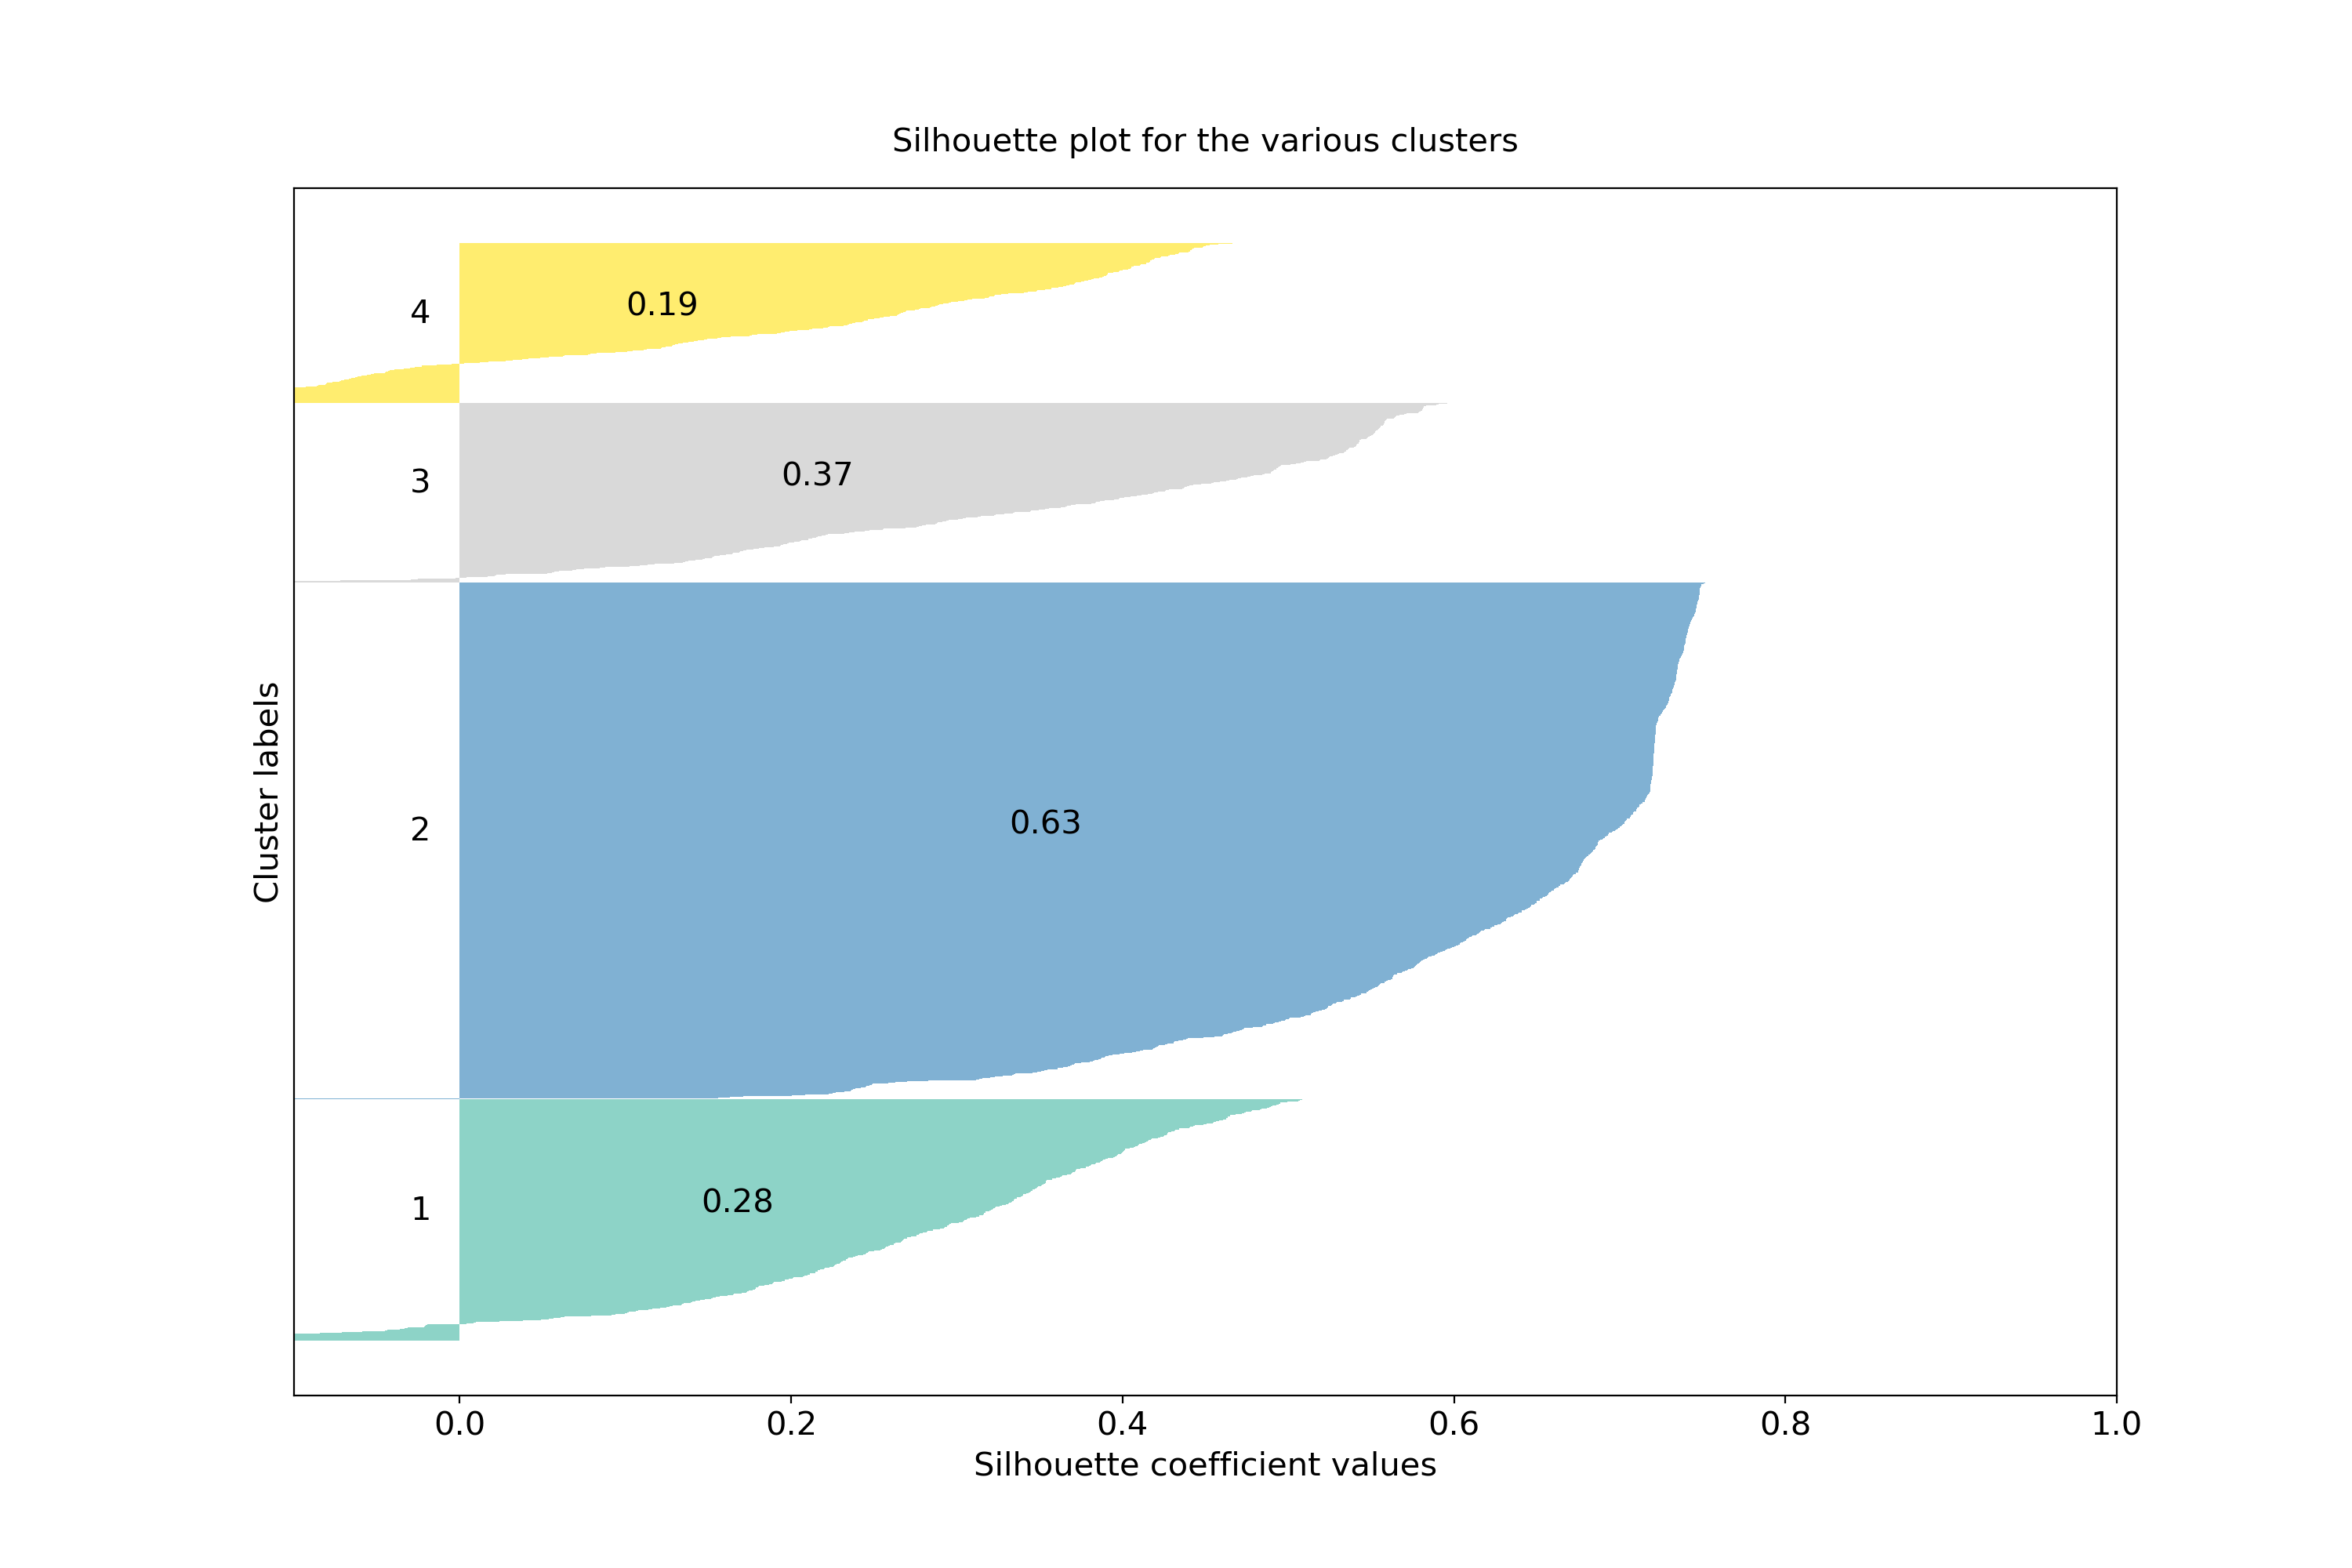 Silhouette plot for the various clusters
4
0.19
3
0.37
Cluster labels
2
0.63
1
0.28
0.0 0.2 0.4 0.6 0.8 1.0
Silhouette coefficient values